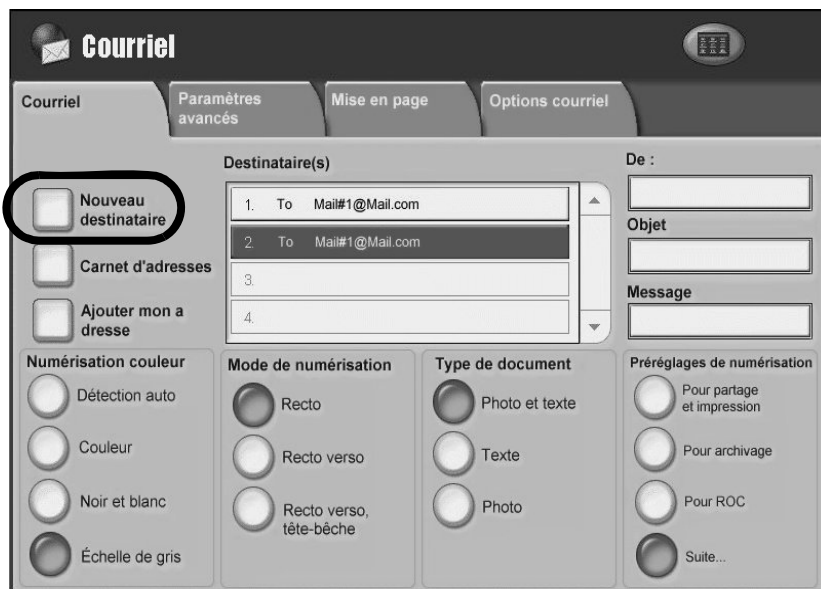 Courriel
Courriel
Paramètres
avancés
Mise en page
Options courriel
Nouveau
destinataire
Carnet d'adresses
Ajouter mon a
dresse
Destinataire(s)
1. To Mail#1@Mail.com
2. To Mail#1@Mail.com
3.
4.
De :
Objet
Message
Numérisation couleur
Détection auto
Couleur
Noir et blanc
Échelle de gris
Mode de numérisation
Recto
Recto verso
Recto verso,
tête-bêche
Type de document
Photo et texte
Texte
Photo
Préréglages de numérisation
Pour partage
et impression
Pour archivage
Pour ROC
Suite...